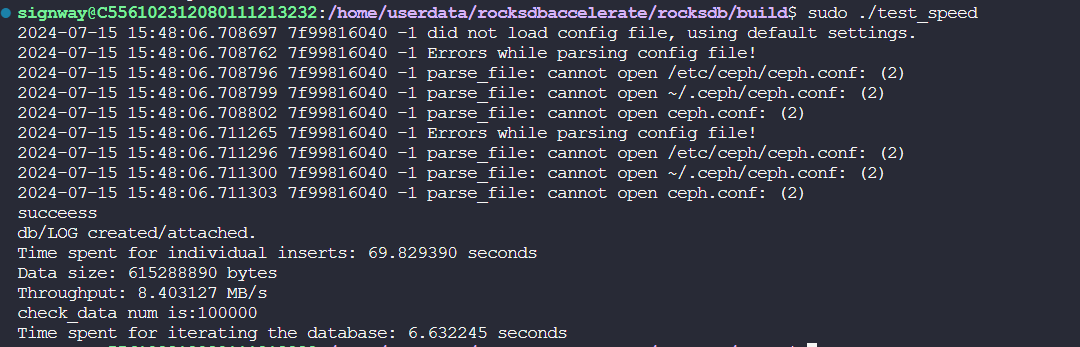 signway@C556102312080111213232:/home/userdata/rocksdbaccelerate/rocksdb/build$ sudo ./test_speed
2024-07-15 15:48:06.708697 7f99816040 -1 did not load config file, using default settings.
2024-07-15 15:48:06.708762 7f99816040 -1 Errors while parsing config file!
2024-07-15 15:48:06.708796 7f99816040 -1 parse_file: cannot open /etc/ceph/ceph.conf: (2)
2024-07-15 15:48:06.708799 7f99816040 -1 parse_file: cannot open ~/.ceph/ceph.conf: (2)
2024-07-15 15:48:06.708802 7f99816040 -1 parse_file: cannot open ceph.conf: (2)
2024-07-15 15:48:06.711265 7f99816040 -1 Errors while parsing config file!
2024-07-15 15:48:06.711296 7f99816040 -1 parse_file: cannot open /etc/ceph/ceph.conf: (2)
2024-07-15 15:48:06.711300 7f99816040 -1 parse_file: cannot open ~/.ceph/ceph.conf: (2)
2024-07-15 15:48:06.711303 7f99816040 -1 parse_file: cannot open ceph.conf: (2)
succeess
db/LOG created/attached.
Time spent for individual inserts: 69.829390 seconds
Data size: 615288890 bytes
Throughput: 8.403127 MB/s
check_data num is:100000
Time spent for iterating the database: 6.632245 seconds